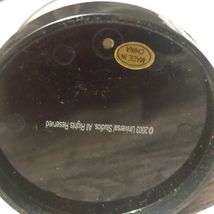 MADE IN
CHINA
©2003 Universal Studios. All Rights Reserved